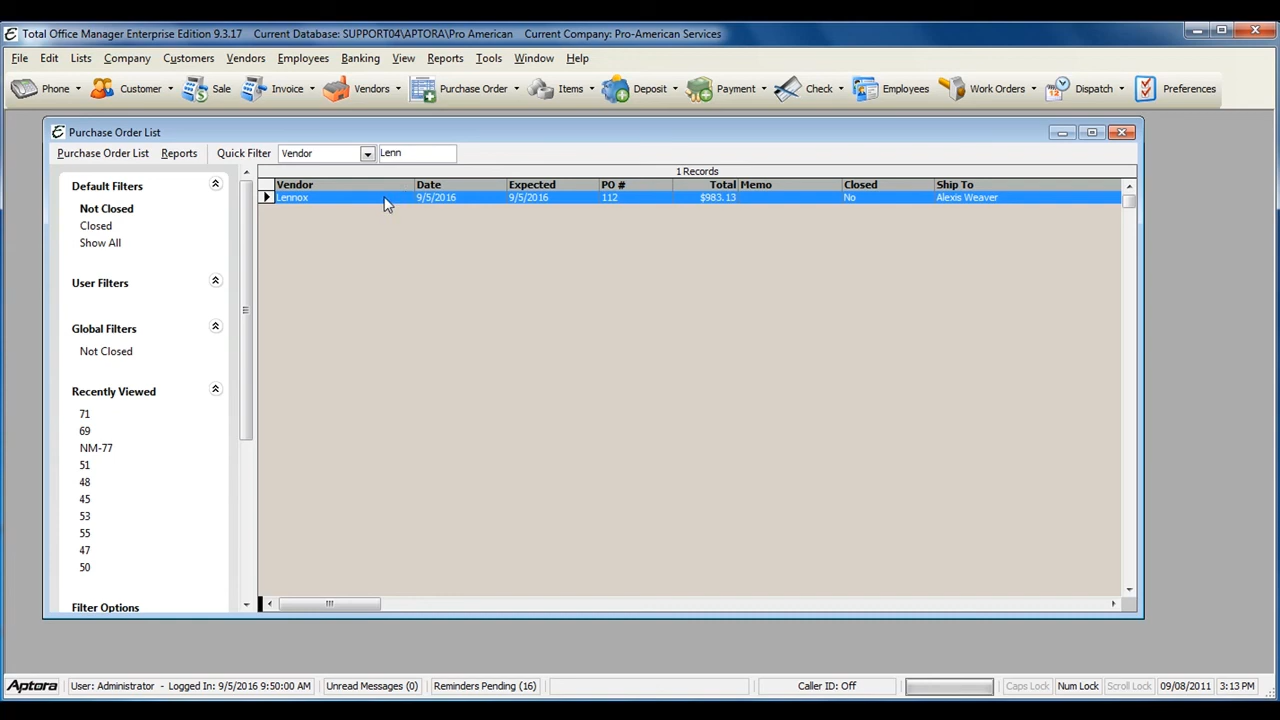 Total Office Manager Enterprise Edition 9.3.17 Current Database: SUPPORT04\APTORA\Pro American Current Company: Pro-American Services
File Edit Lists Company Customers Vendors Employees Banking View Reports Tools Window Help
Phone Customer Sale Invoice Vendors Purchase Order Items Deposit Payment Check Employees Work Orders Dispatch Preferences
Purchase Order List
Purchase Order List Reports Quick Filter Vendor Lenn
1 Records
Vendor Date Expected PO # Total Memo Closed Ship To
Lennox 9/5/2016 9/5/2016 112 $983.13 No Alexis Weaver
Default Filters
Not Closed
Closed
Show All
User Filters
Global Filters
Not Closed
Recently Viewed
71
69
NM-77
51
48
45
53
55
47
50
Filter Options
Aptora User: Administrator - Logged In: 9/5/2016 9:50:00 AM Unread Messages (0) Reminders Pending (16) Caller ID: Off Caps Lock Num Lock Scroll Lock 09/08/2011 3:13 PM